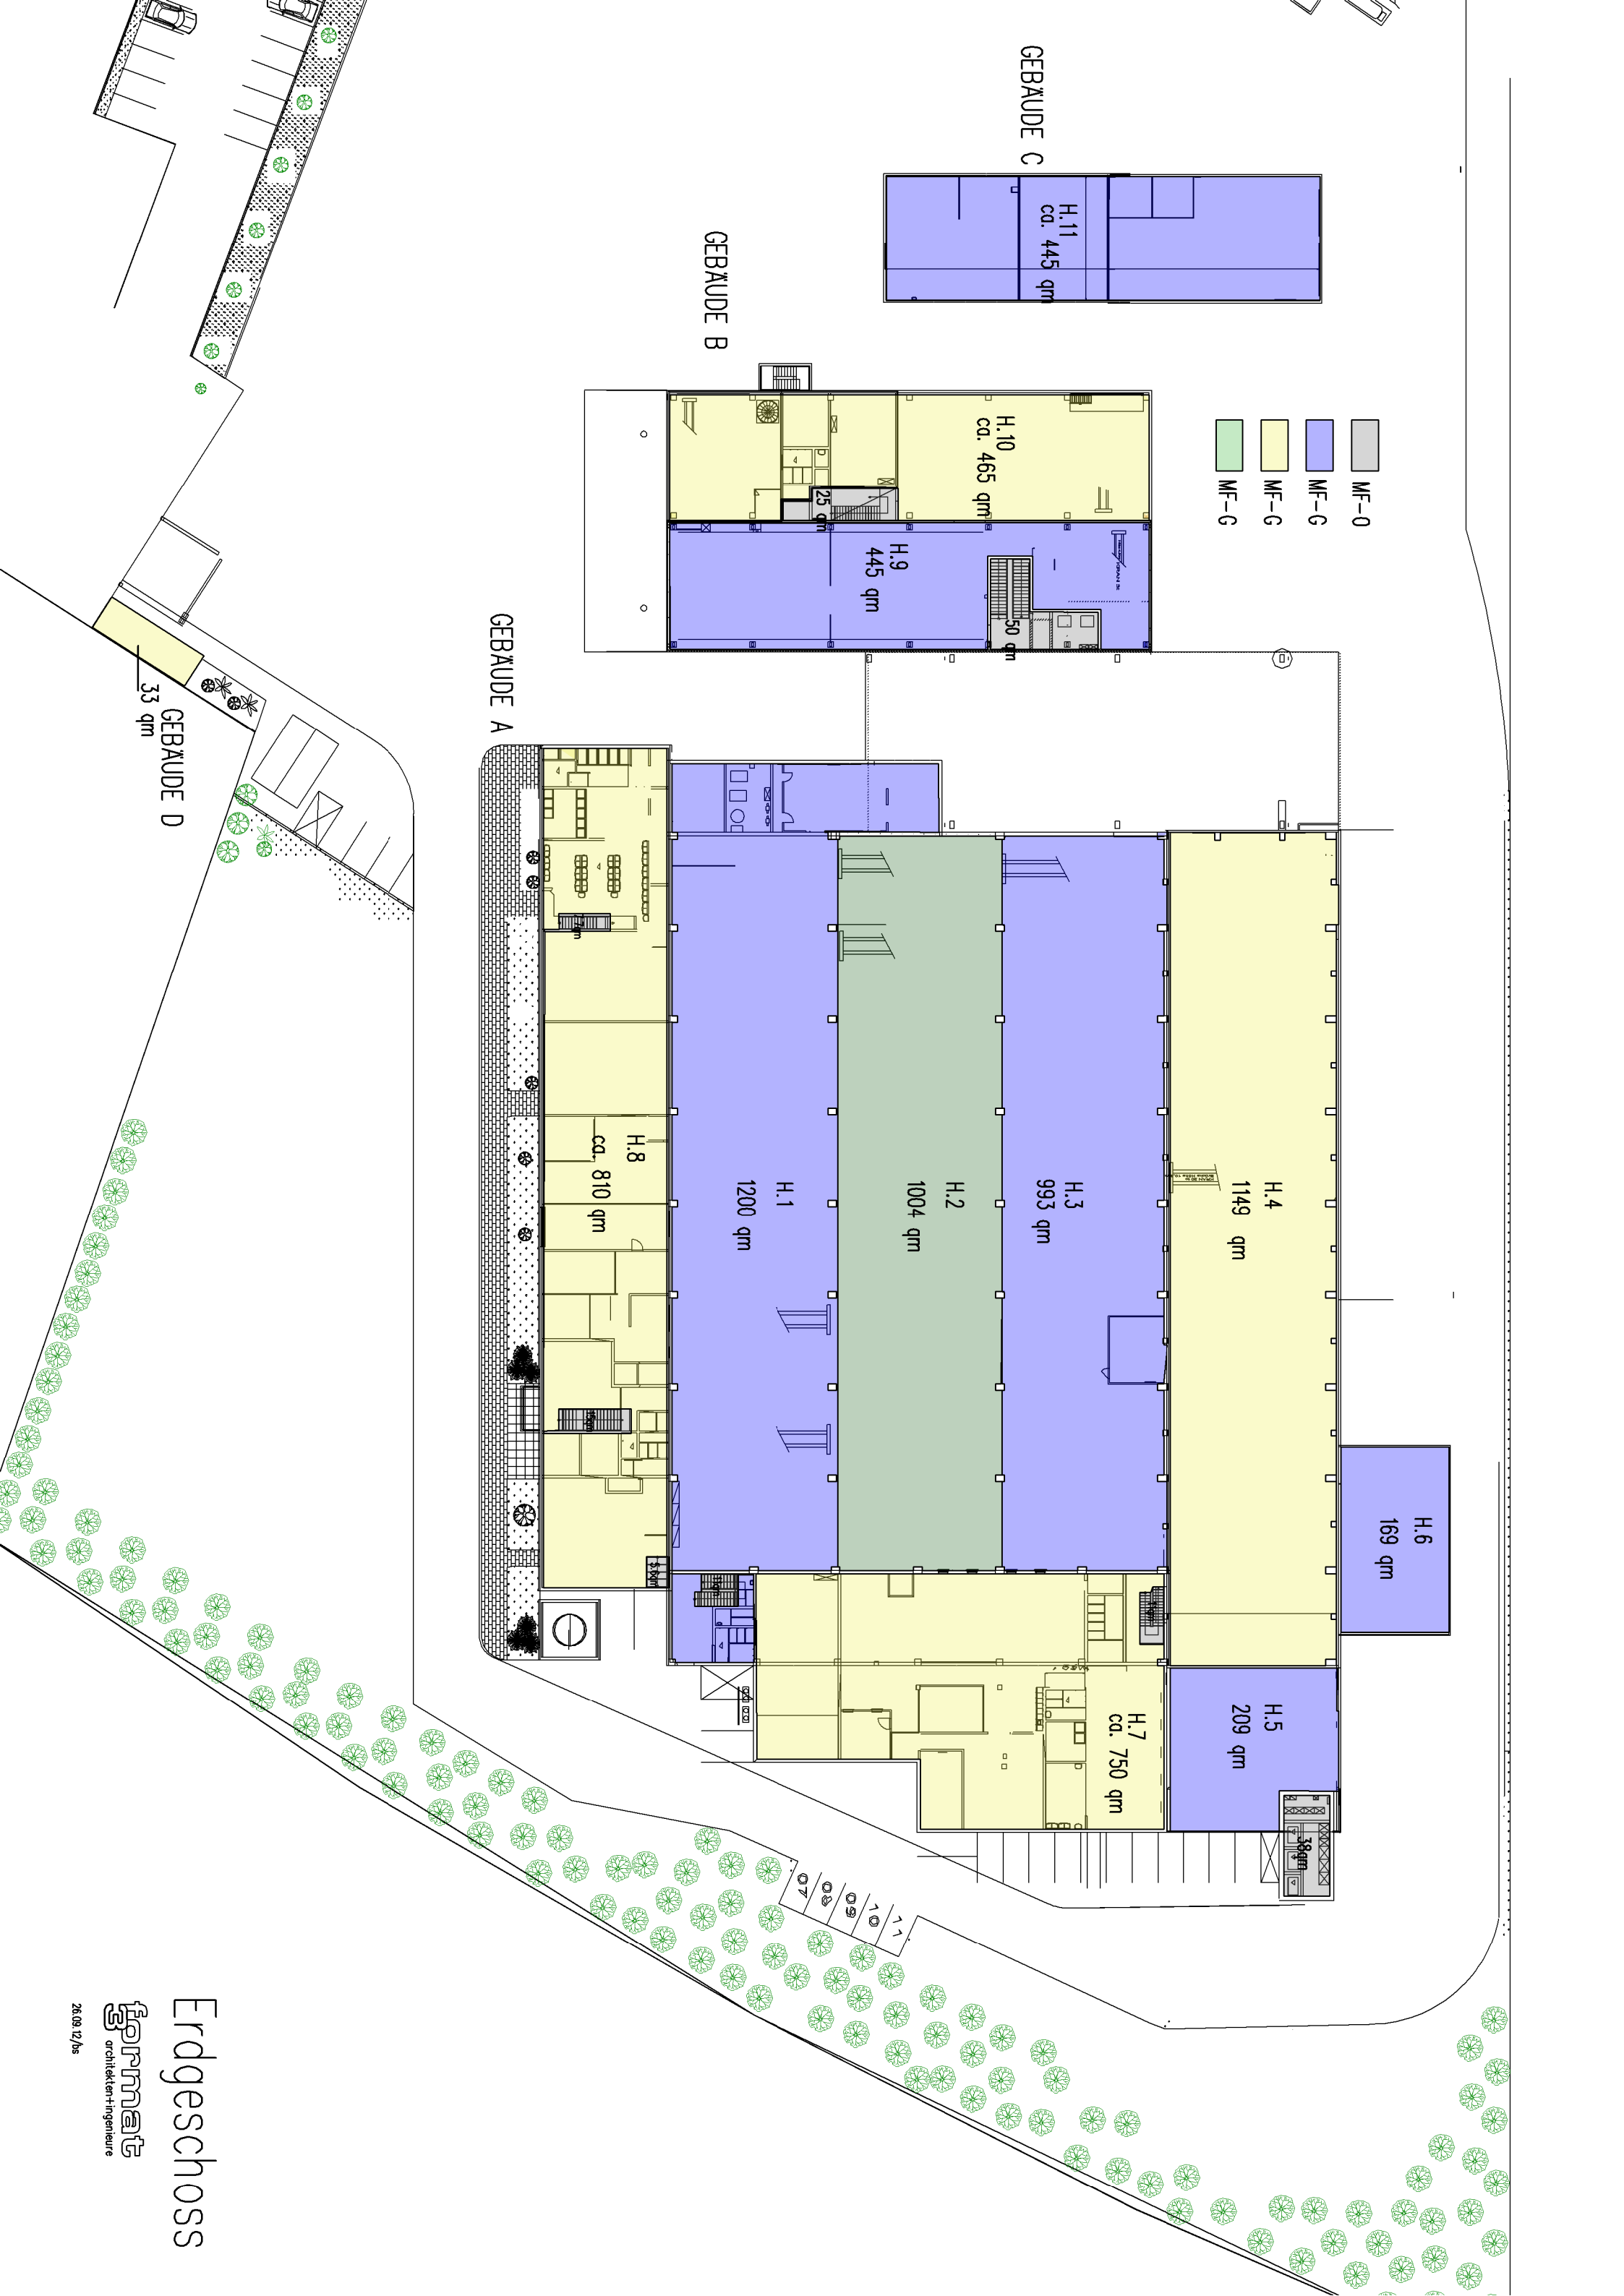 GEBÄUDE C
H.11
ca. 445 qm
GEBÄUDE B
H.10
ca. 465 qm
25 qm
H.9
445 qm
50 qm
MF-O
MF-G
MF-G
MF-G
GEBÄUDE A
GEBÄUDE D
33 qm
H.4
1149 qm
H.3
993 qm
H.2
1004 qm
H.1
1200 qm
H.8
ca. 810 qm
H.6
169 qm
H.5
209 qm
38qm
H.7
ca. 750 qm
11
10
09
08
07
Erdgeschoss
format
architekten+ingenieure
26.09.12/bs